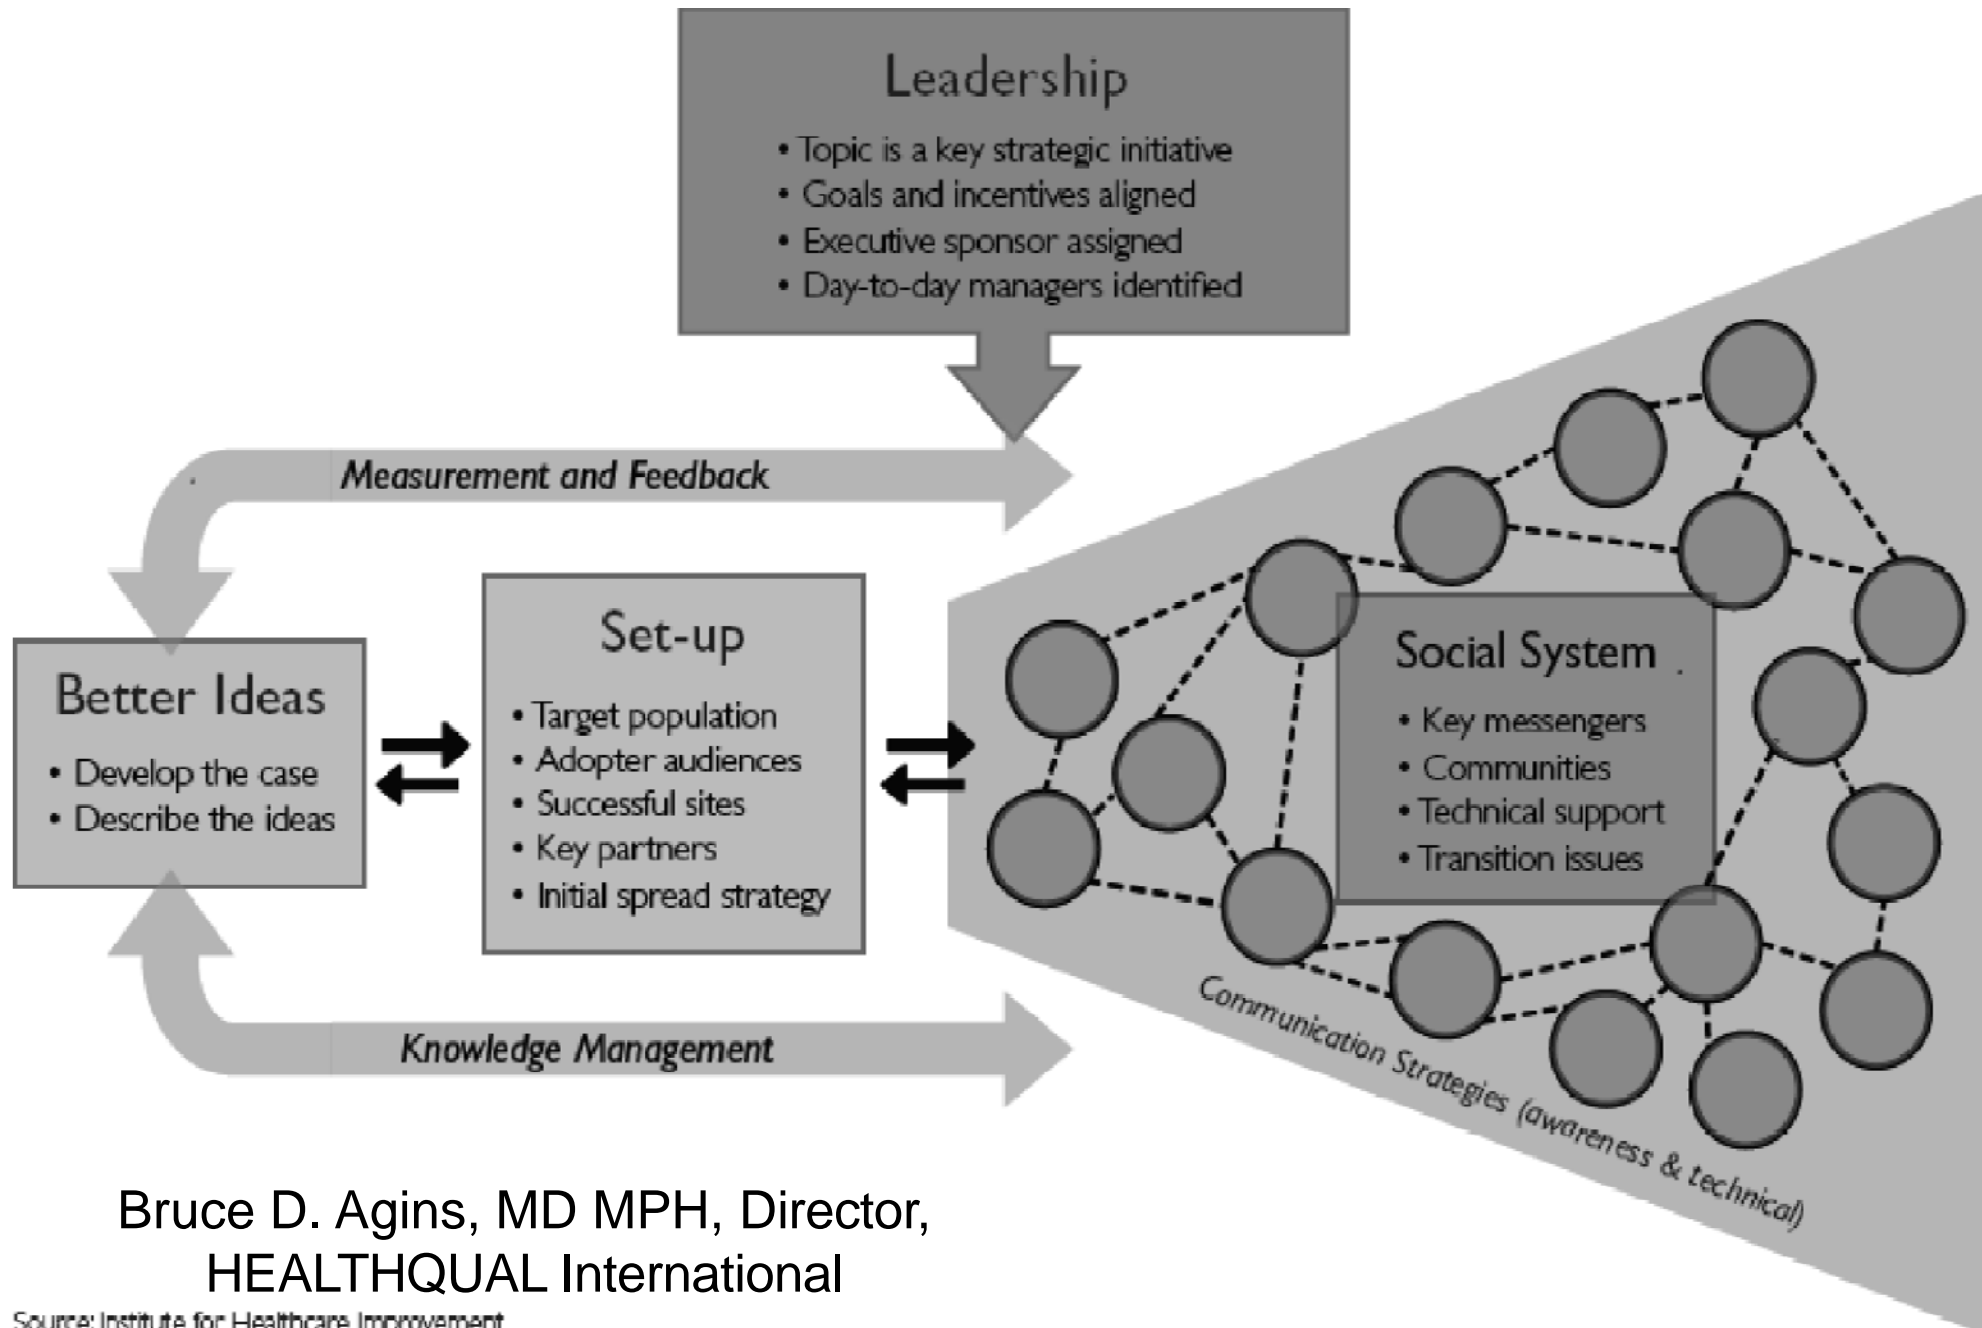 Leadership
• Topic is a key strategic initiative
• Goals and incentives aligned
• Executive sponsor assigned
• Day-to-day managers identified
Measurement and Feedback
Better Ideas
• Develop the case
• Describe the ideas
Set-up
• Target population
• Adopter audiences
• Successful sites
• Key partners
• Initial spread strategy
Social System
• Key messengers
• Communities
• Technical support
• Transition issues
Knowledge Management
Communication Strategies (awareness & technical)
Bruce D. Agins, MD MPH, Director,
HEALTHQUAL International
Source: Institute for Healthcare Improvement